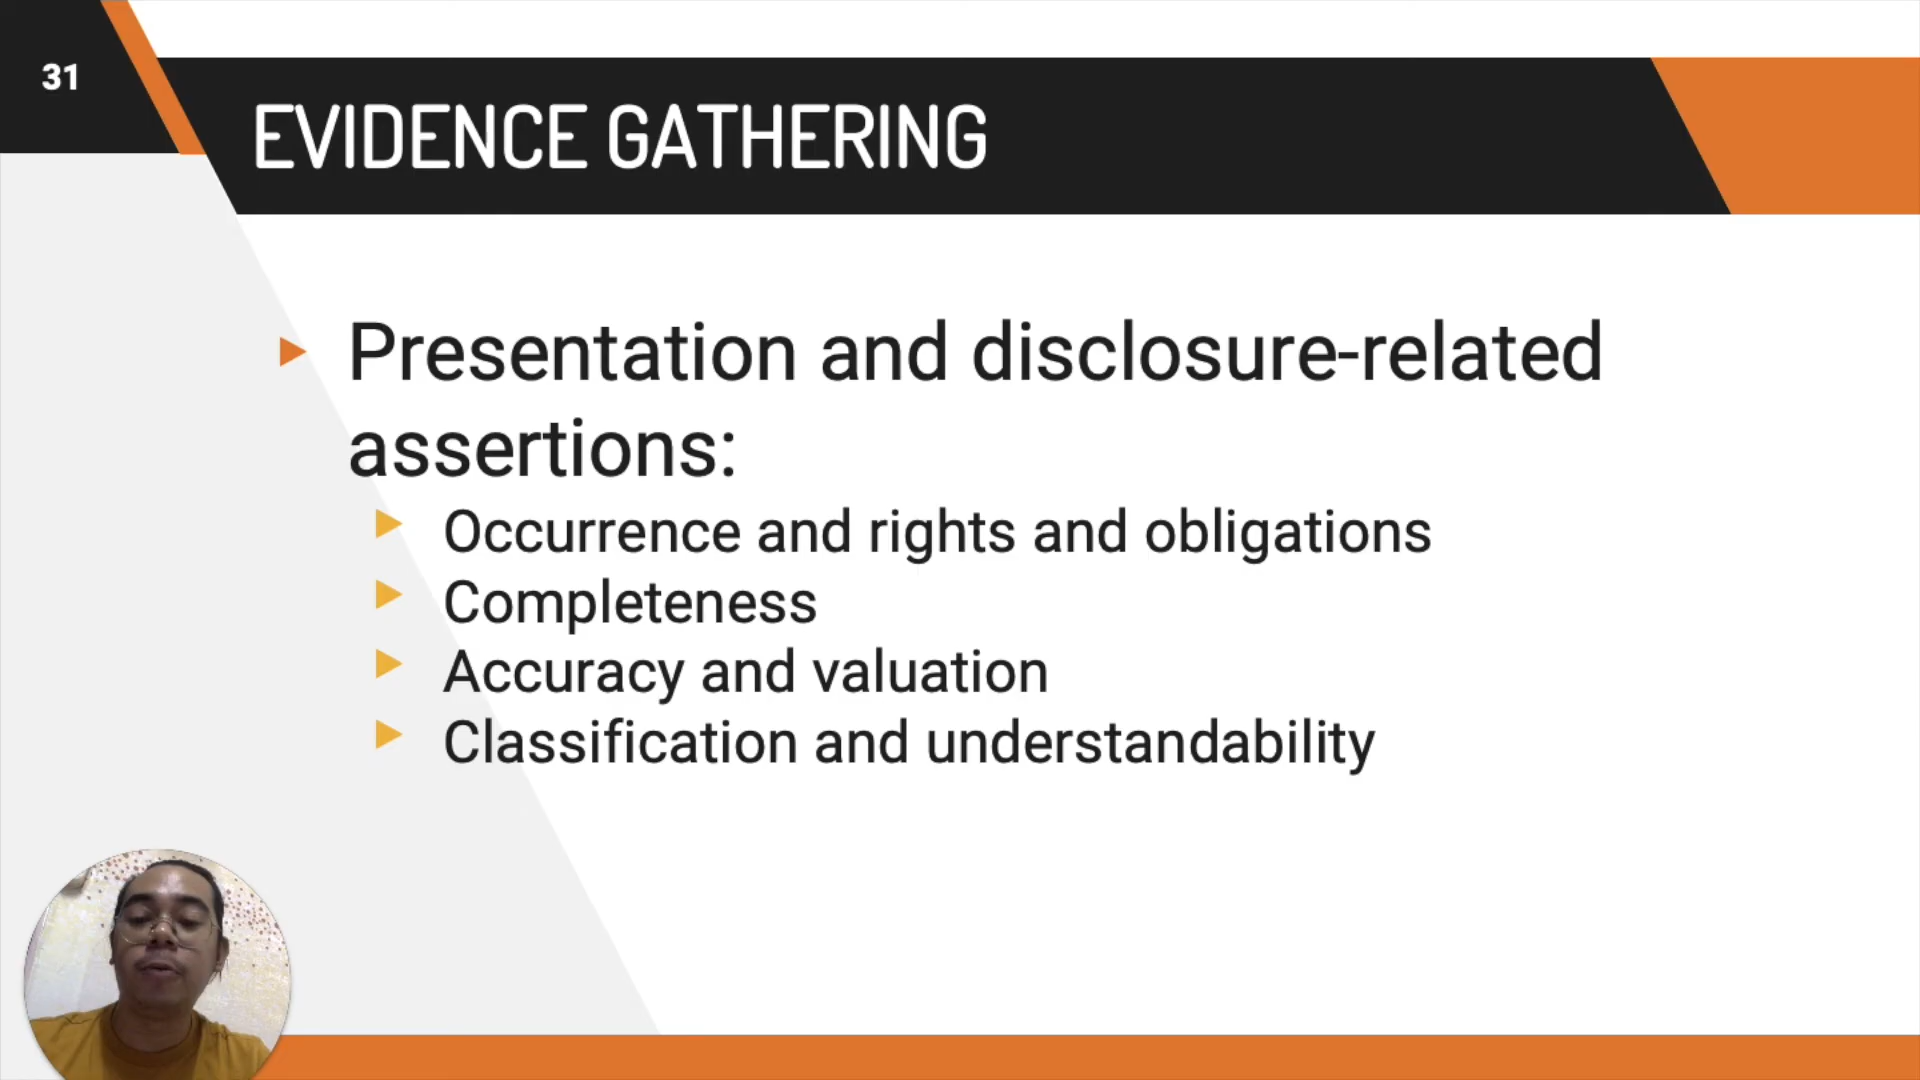 31
EVIDENCE GATHERING
Presentation and disclosure-related
assertions:
Occurrence and rights and obligations
Completeness
Accuracy and valuation
Classification and understandability